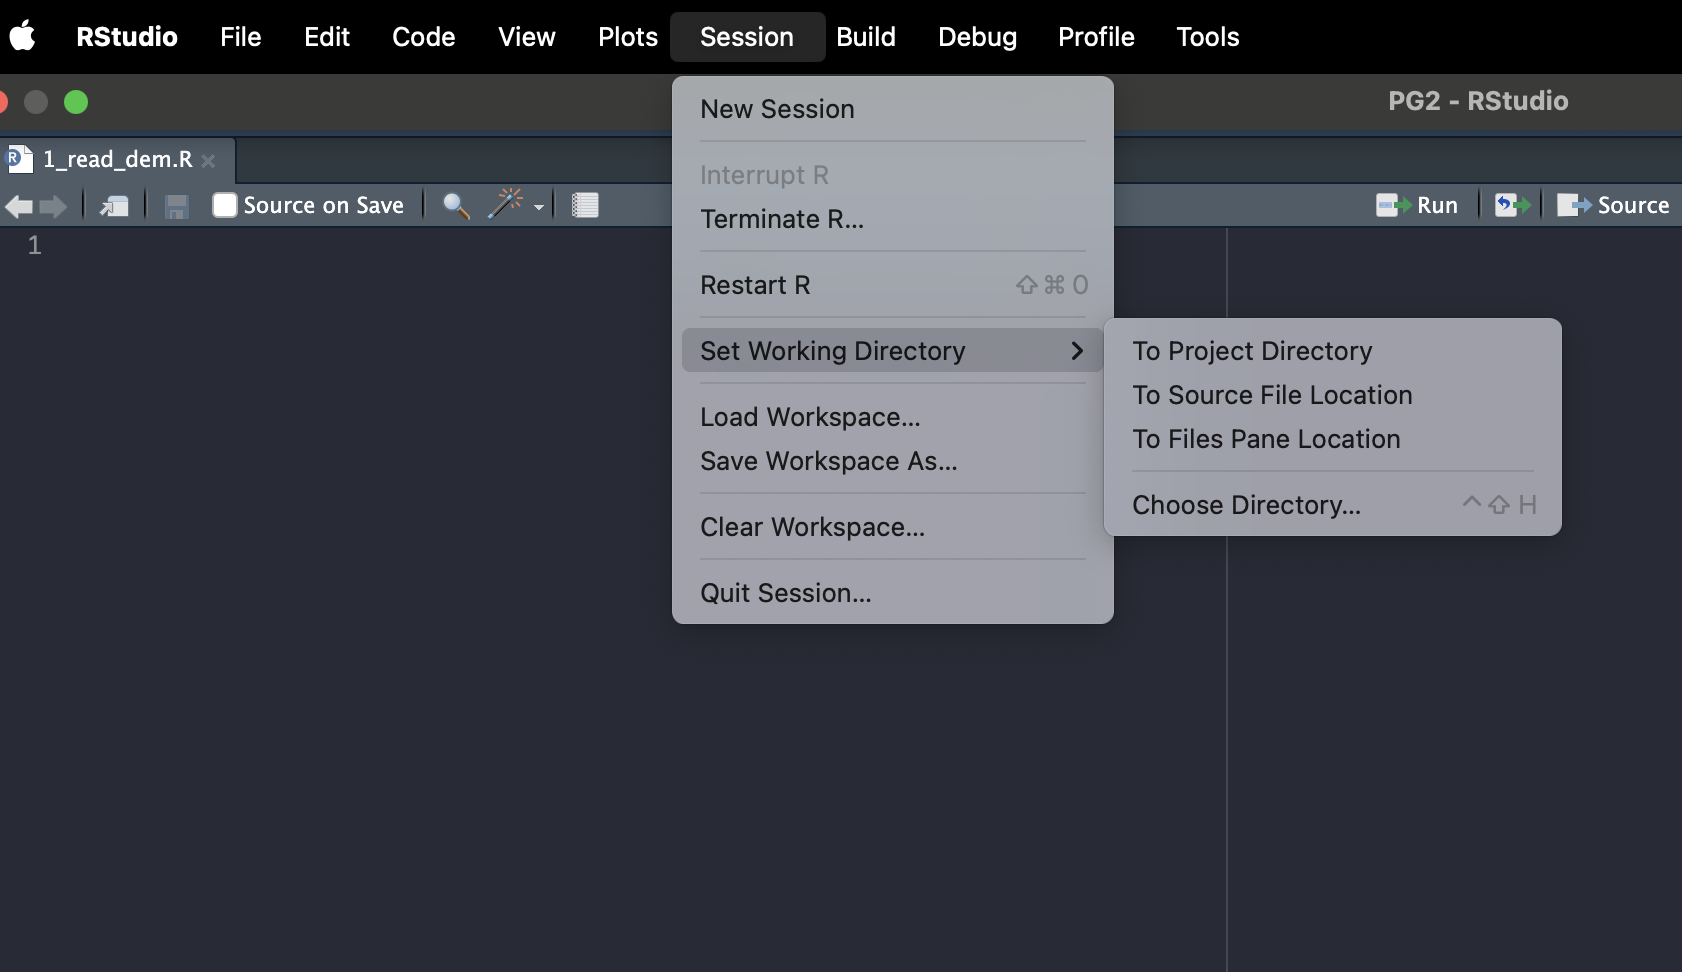 RStudio File Edit Code View Plots Session Build Debug Profile Tools
PG2 - RStudio
1_read_dem.R
Source on Save
Run
Source
1
New Session
Interrupt R
Terminate R...
Restart R ⇧⌘0
Set Working Directory
Load Workspace...
Save Workspace As...
Clear Workspace...
Quit Session...
To Project Directory
To Source File Location
To Files Pane Location
Choose Directory... ^⇧H